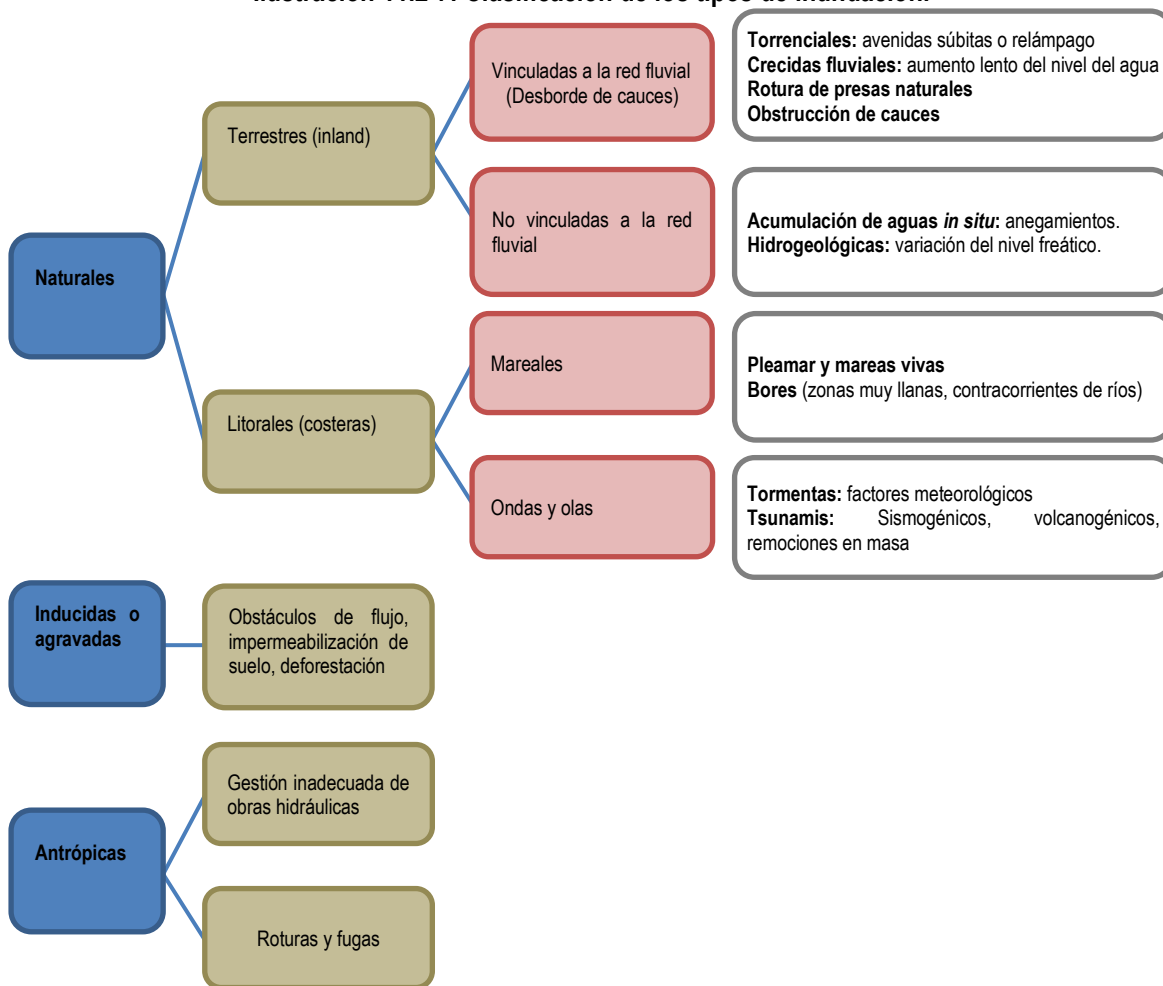 Torrenciales: avenidas súbitas o relámpago
Crecidas fluviales: aumento lento del nivel del agua
Rotura de presas naturales
Obstrucción de cauces
Vinculadas a la red fluvial
(Desborde de cauces)
Terrestres (inland)
No vinculadas a la red
fluvial
Acumulación de aguas in situ: anegamientos.
Hidrogeológicas: variación del nivel freático.
Naturales
Mareales
Pleamar y mareas vivas
Bores (zonas muy llanas, contracorrientes de ríos)
Litorales (costeras)
Ondas y olas
Tormentas: factores meteorológicos
Tsunamis: Sismogénicos, volcanogénicos,
remociones en masa
Inducidas o
agravadas
Obstáculos de flujo,
impermeabilización de
suelo, deforestación
Gestión inadecuada de
obras hidráulicas
Antrópicas
Roturas y fugas